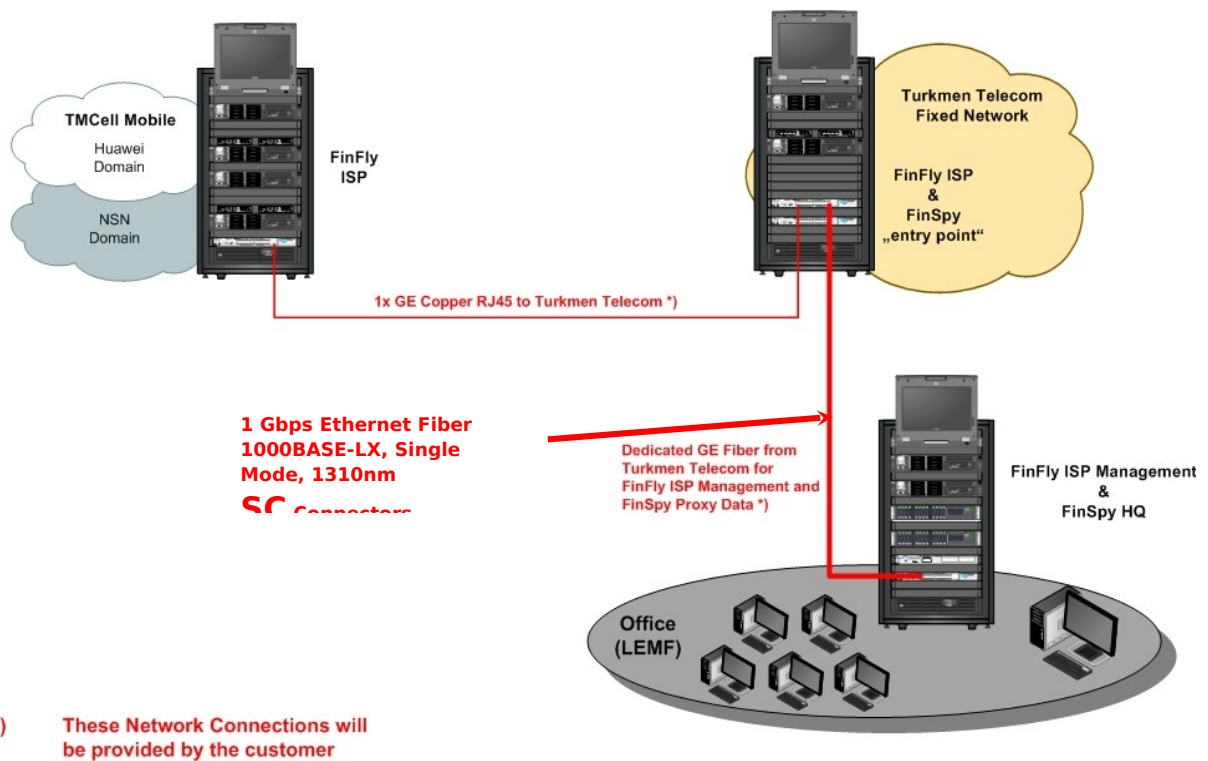 TMCell Mobile
Huawei
Domain
NSN
Domain
FinFly
ISP
Turkmen Telecom
Fixed Network
FinFly ISP
&
FinSpy
„entry point“
1x GE Copper RJ45 to Turkmen Telecom *)
1 Gbps Ethernet Fiber
1000BASE-LX, Single
Mode, 1310nm
SC Connectors
Dedicated GE Fiber from
Turkmen Telecom for
FinFly ISP Management and
FinSpy Proxy Data *)
FinFly ISP Management
&
FinSpy HQ
Office
(LEMF)
) These Network Connections will
be provided by the customer